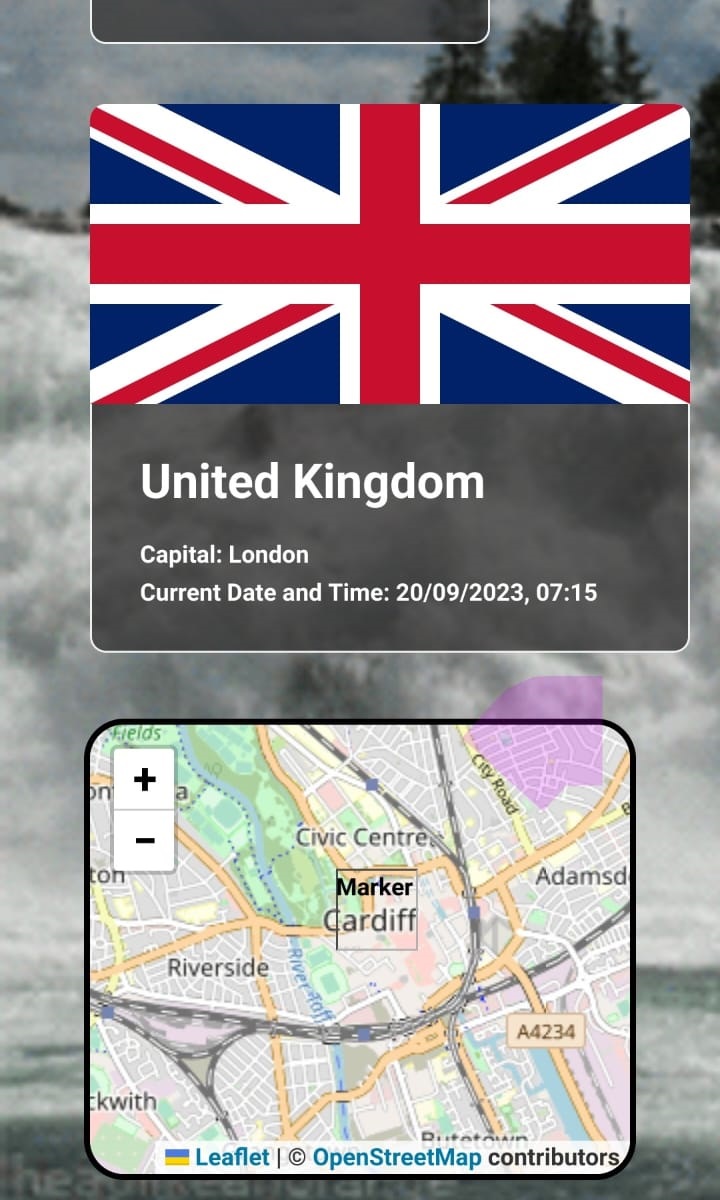 United Kingdom
Capital: London
Current Date and Time: 20/09/2023, 07:15
Fields
+
−
City Road
Civic Centre
ton
Marker
Adamsd
Cardiff
Riverside
River Taff
A4234
ckwith
Butetown
Leaflet | © OpenStreetMap contributors